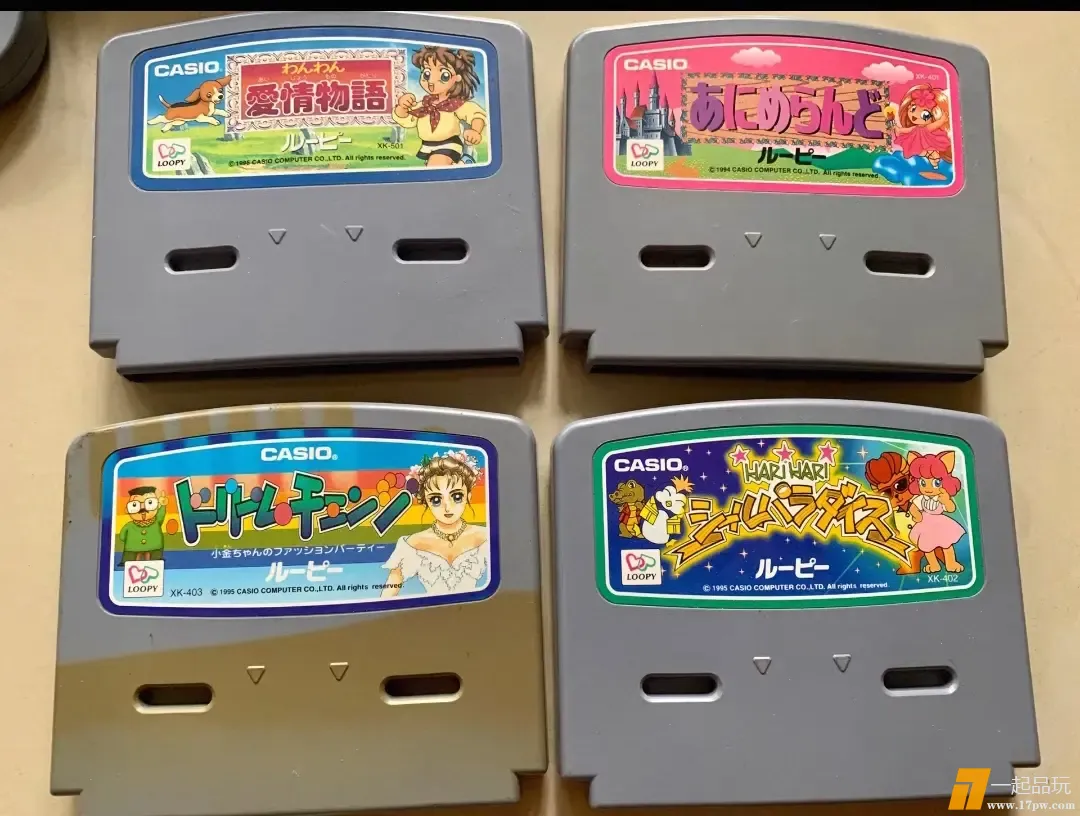 CASIO®
わんわん
愛情物語
ルーピー
XK-501
LOOPY
©1995 CASIO COMPUTER CO.,LTD. All rights reserved.
CASIO®
XK-401
あにめらんど
ルーピー
LOOPY
©1994 CASIO COMPUTER CO.,LTD. All rights reserved.
CASIO®
ドリームチェンジ
小金ちゃんのファッションパーティー
ルーピー
LOOPY
XK-403
©1995 CASIO COMPUTER CO.,LTD. All rights reserved.
CASIO®
HARI HARI
シールパラダイス
ルーピー
LOOPY
XK-402
©1995 CASIO COMPUTER CO.,LTD. All rights reserved.
一起品玩
www.17pw.com